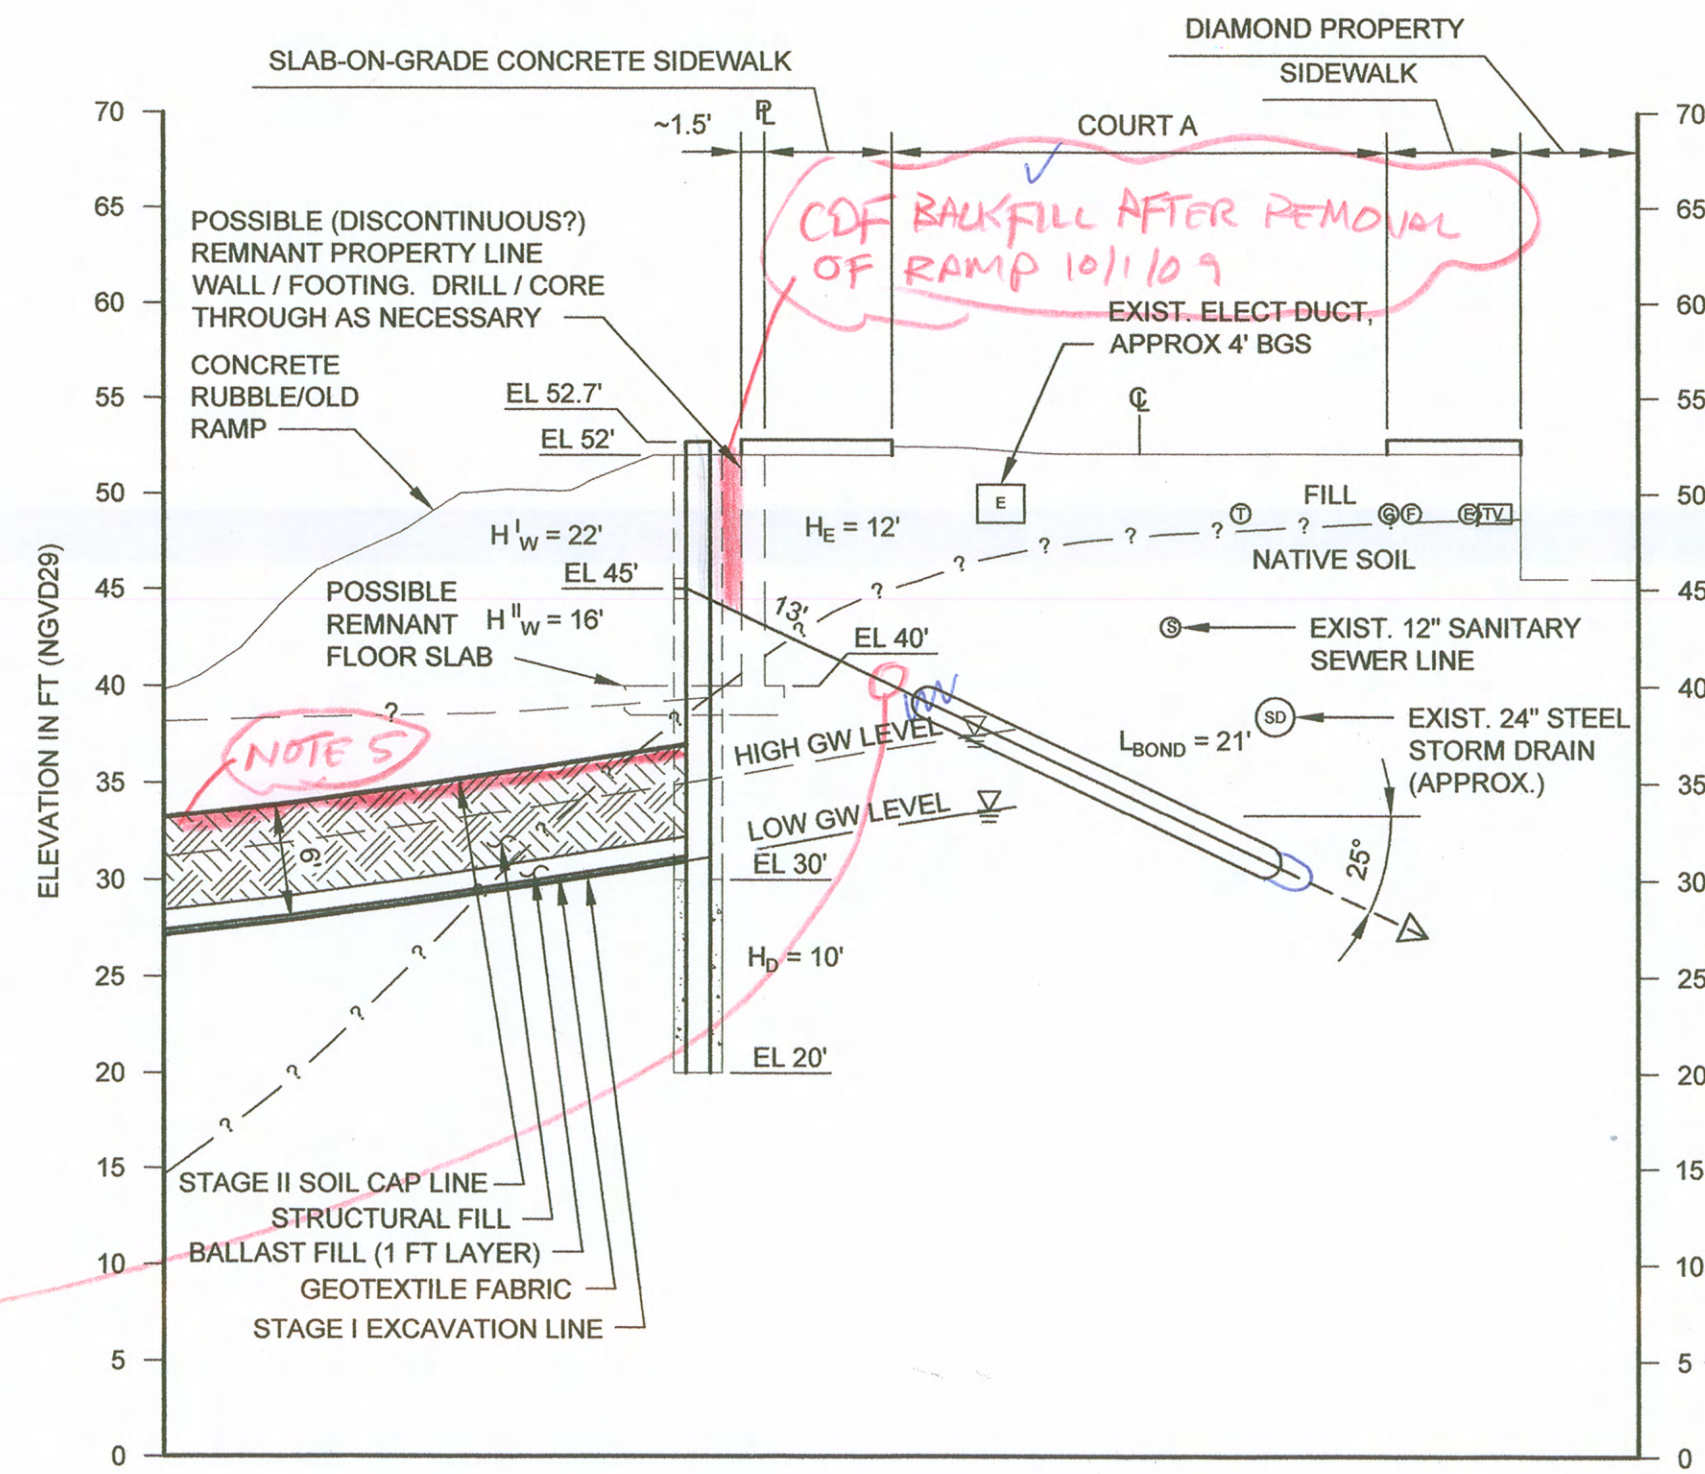 DIAMOND PROPERTY
SLAB-ON-GRADE CONCRETE SIDEWALK
SIDEWALK
~1.5'
PL
COURT A
CDF BACKFILL AFTER REMOVAL
OF RAMP 10/1/09
POSSIBLE (DISCONTINUOUS?)
REMNANT PROPERTY LINE
WALL / FOOTING. DRILL / CORE
THROUGH AS NECESSARY
EXIST. ELECT DUCT,
APPROX 4' BGS
CONCRETE
RUBBLE/OLD
RAMP
EL 52.7'
EL 52'
CL
E
FILL
T
G F E TV
NATIVE SOIL
H'W = 22'
HE = 12'
EL 45'
POSSIBLE
REMNANT
FLOOR SLAB
H"W = 16'
13'
EL 40'
S
EXIST. 12" SANITARY
SEWER LINE
SD
EXIST. 24" STEEL
STORM DRAIN
(APPROX.)
LBOND = 21'
NOTE 5
HIGH GW LEVEL
LOW GW LEVEL
6'
25°
EL 30'
HD = 10'
EL 20'
? ? ? ? ? ? ? ? ? ? ? ? ? ? ? ? ?
STAGE II SOIL CAP LINE
STRUCTURAL FILL
BALLAST FILL (1 FT LAYER)
GEOTEXTILE FABRIC
STAGE I EXCAVATION LINE
ELEVATION IN FT (NGVD29)
70
65
60
55
50
45
40
35
30
25
20
15
10
5
0
70
65
60
55
50
45
40
35
30
25
20
15
10
5
0